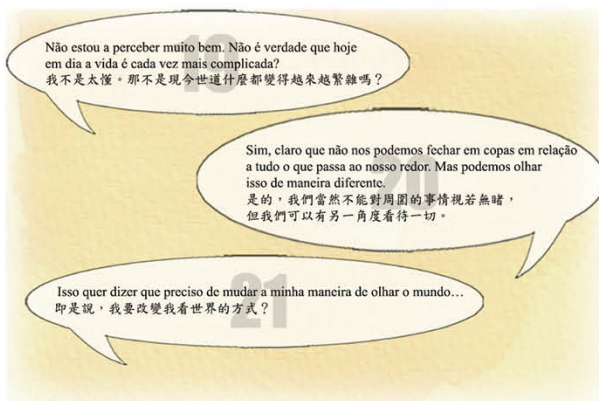 19
Não estou a perceber muito bem. Não é verdade que hoje
em dia a vida é cada vez mais complicada?
我不是太懂。那不是現今世道什麼都變得越來越繁雜嗎？
20
Sim, claro que não nos podemos fechar em copas em relação
a tudo o que passa ao nosso redor. Mas podemos olhar
isso de maneira diferente.
是的，我們當然不能對周圍的事情視若無睹，
但我們可以有另一角度看待一切。
21
Isso quer dizer que preciso de mudar a minha maneira de olhar o mundo…
即是說，我要改變我看世界的方式？